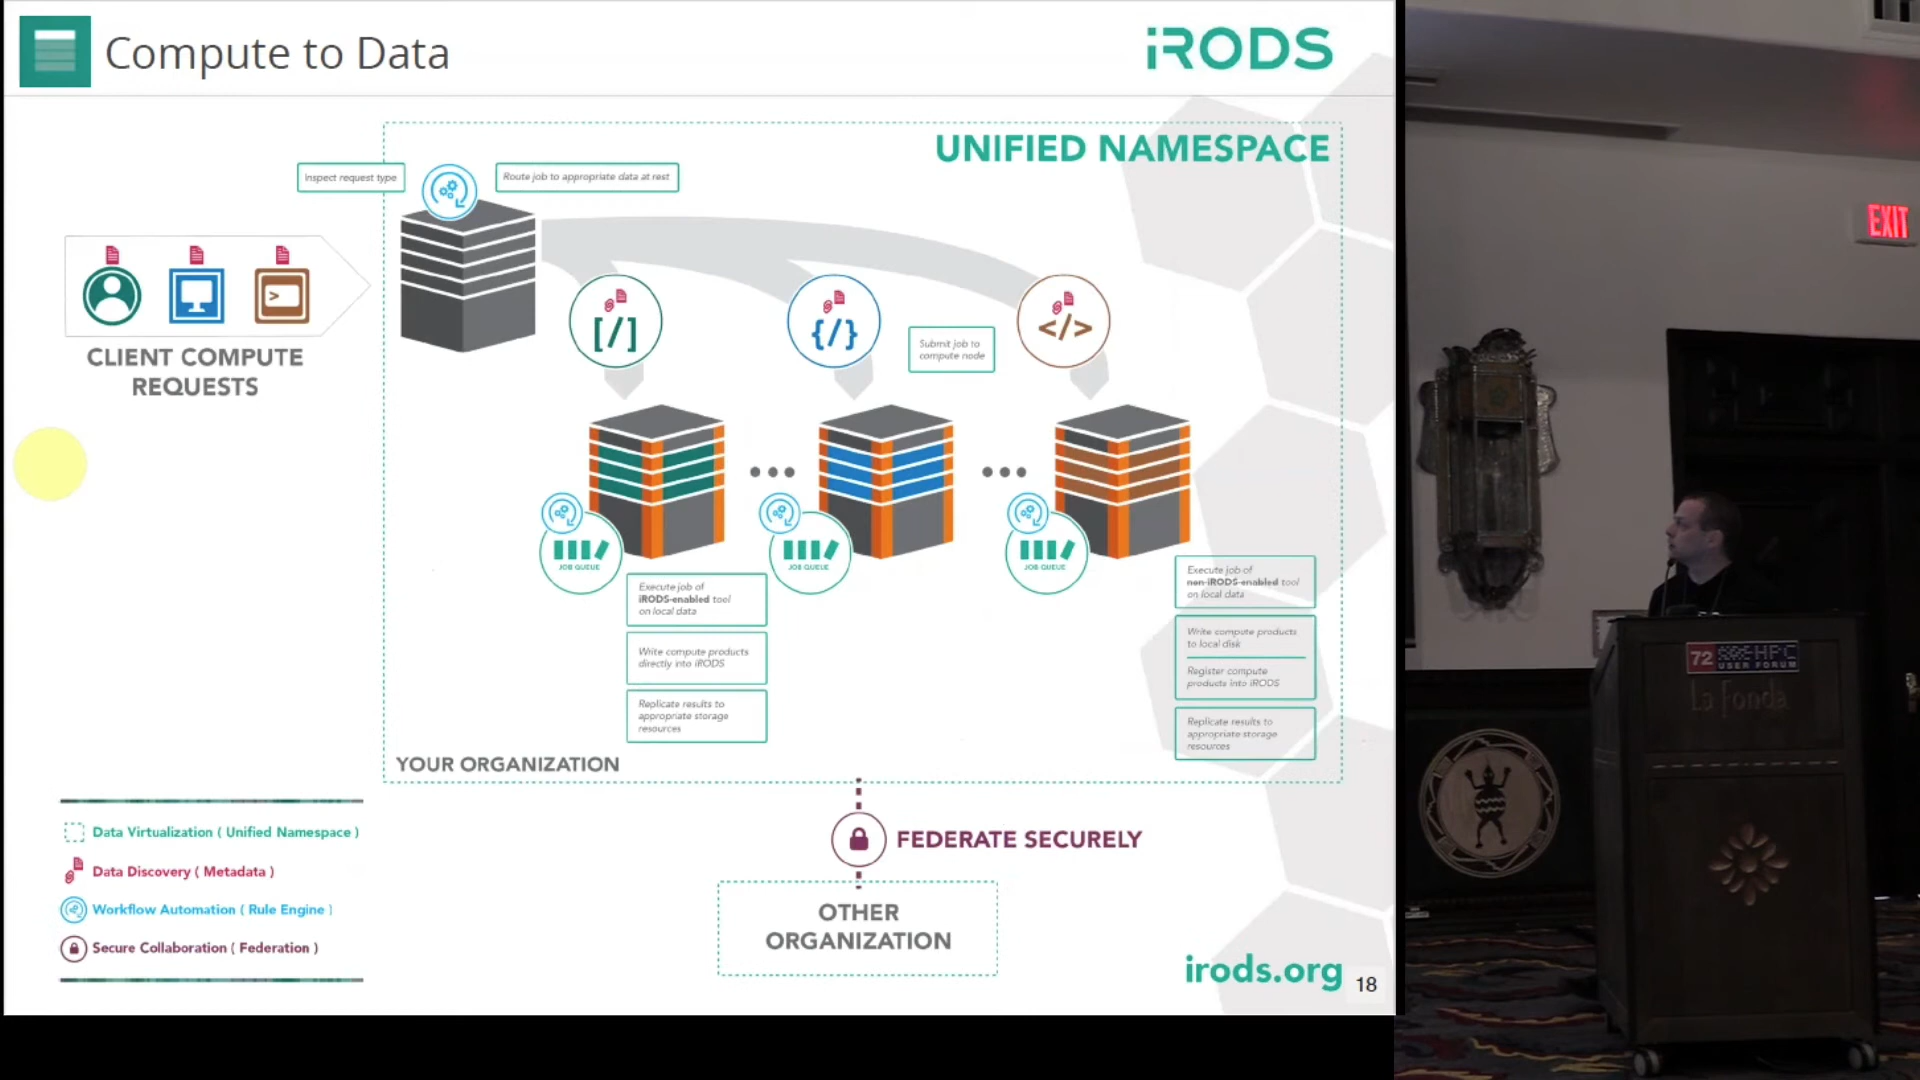 Compute to Data
iRODS
UNIFIED NAMESPACE
Inspect request type
Route job to appropriate data at rest
CLIENT COMPUTE
REQUESTS
[/]
{/}
</>
Submit job to
compute node
JOB QUEUE
JOB QUEUE
JOB QUEUE
Execute job of
iRODS-enabled tool
on local data
Write compute products
directly into iRODS
Replicate results to
appropriate storage
resources
Execute job of
non-iRODS-enabled tool
on local data
Write compute products
to local disk
Register compute
products into iRODS
Replicate results to
appropriate storage
resources
YOUR ORGANIZATION
FEDERATE SECURELY
OTHER
ORGANIZATION
Data Virtualization ( Unified Namespace )
Data Discovery ( Metadata )
Workflow Automation ( Rule Engine )
Secure Collaboration ( Federation )
irods.org
18
EXIT
72
HPC
USER FORUM
La Fonda